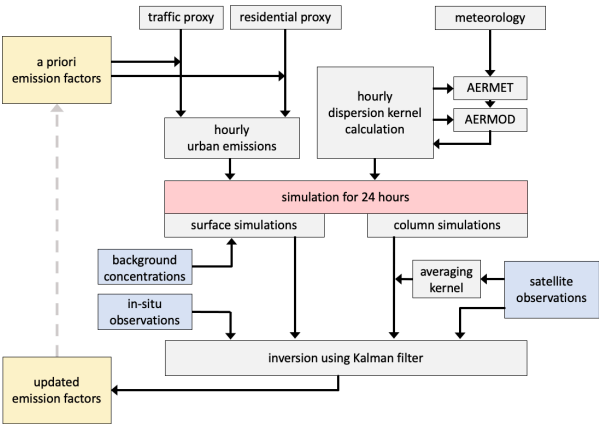 traffic proxy
residential proxy
meteorology
a priori
emission factors
hourly
dispersion kernel
calculation
AERMET
AERMOD
hourly
urban emissions
simulation for 24 hours
surface simulations
column simulations
background
concentrations
averaging
kernel
satellite
observations
in-situ
observations
inversion using Kalman filter
updated
emission factors